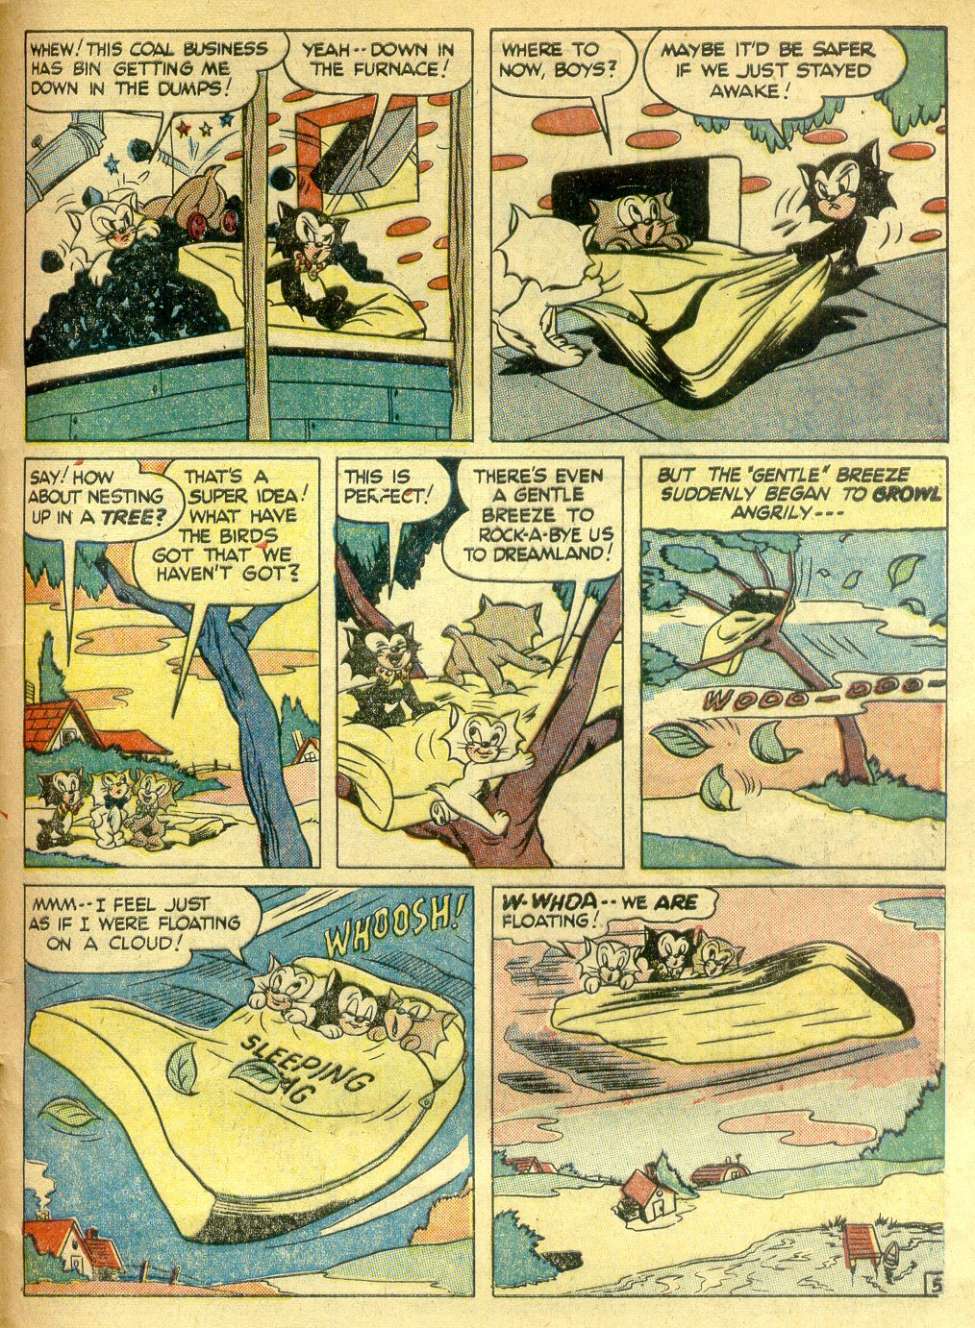 WHEW! THIS COAL BUSINESS
HAS BIN GETTING ME
DOWN IN THE DUMPS!
YEAH--DOWN IN
THE FURNACE!
WHERE TO
NOW, BOYS?
MAYBE IT'D BE SAFER
IF WE JUST STAYED
AWAKE!
SAY! HOW
ABOUT NESTING
UP IN A TREE?
THAT'S A
SUPER IDEA!
WHAT HAVE
THE BIRDS
GOT THAT WE
HAVEN'T GOT?
THIS IS
PERFECT!
THERE'S EVEN
A GENTLE
BREEZE TO
ROCK-A-BYE US
TO DREAMLAND!
BUT THE "GENTLE" BREEZE
SUDDENLY BEGAN TO GROWL
ANGRILY---
WOOO-OOO-
MMM--I FEEL JUST
AS IF I WERE FLOATING
ON A CLOUD!
WHOOSH!
SLEEPING
W-WHOA--WE ARE
FLOATING!
5